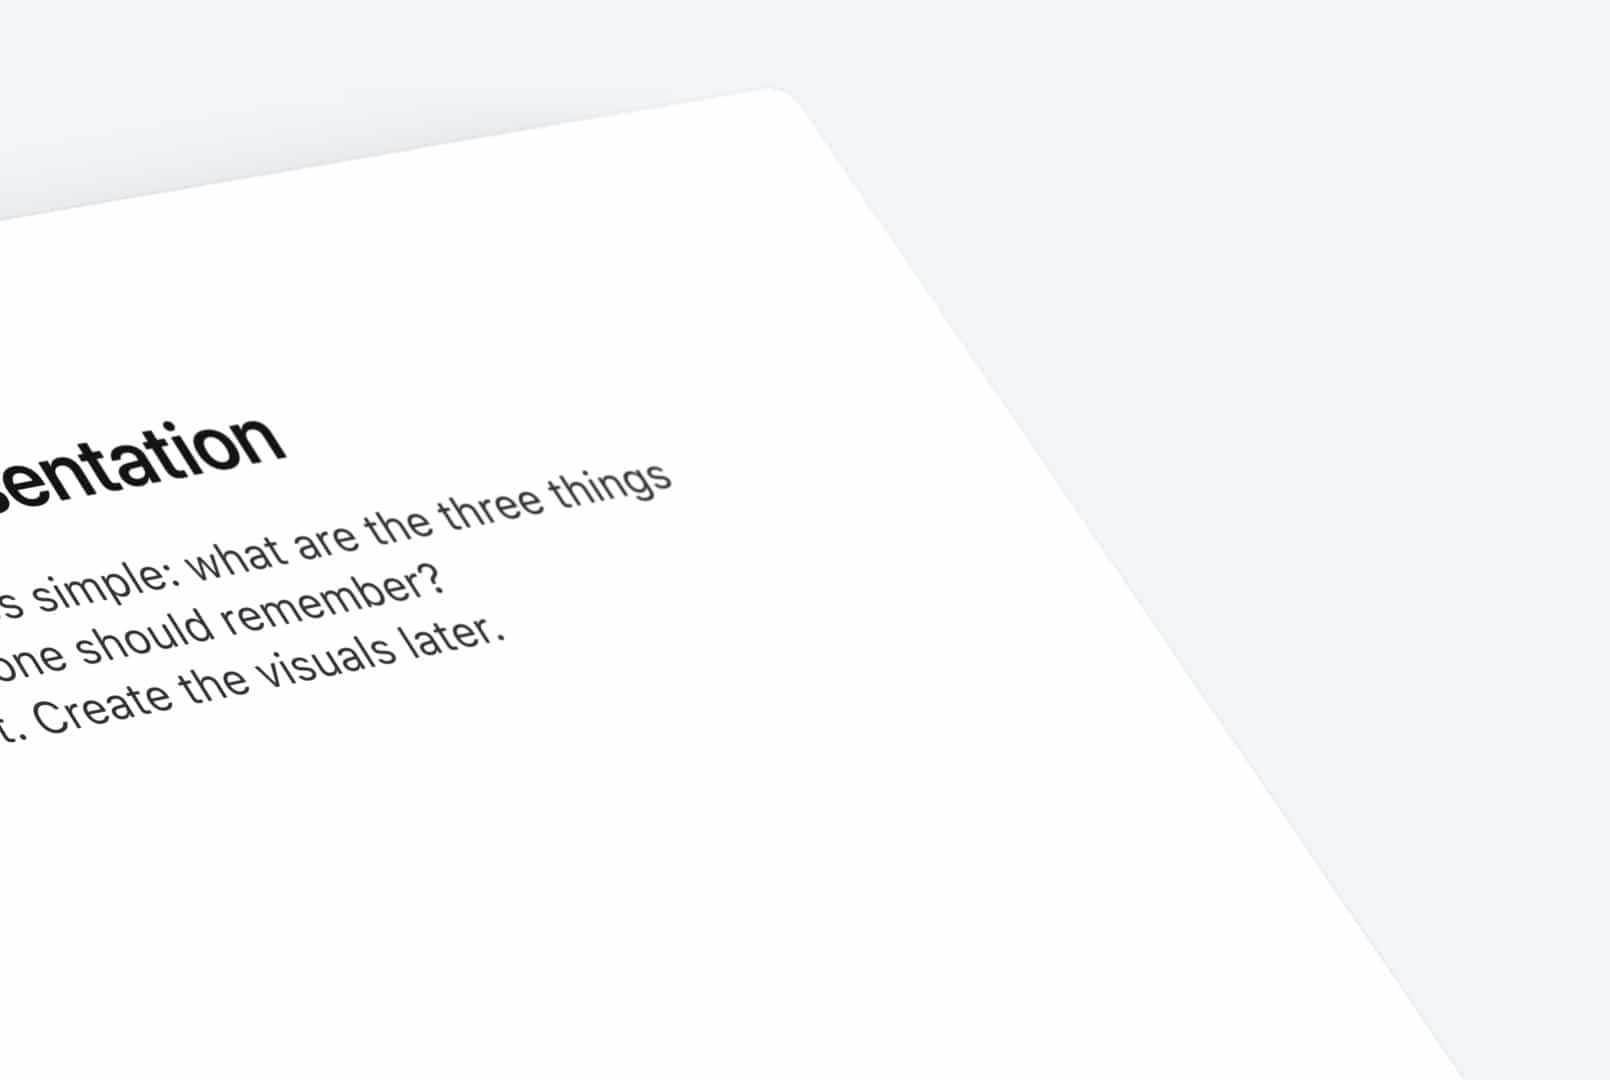 sentation
s simple: what are the three things
one should remember?
t. Create the visuals later.